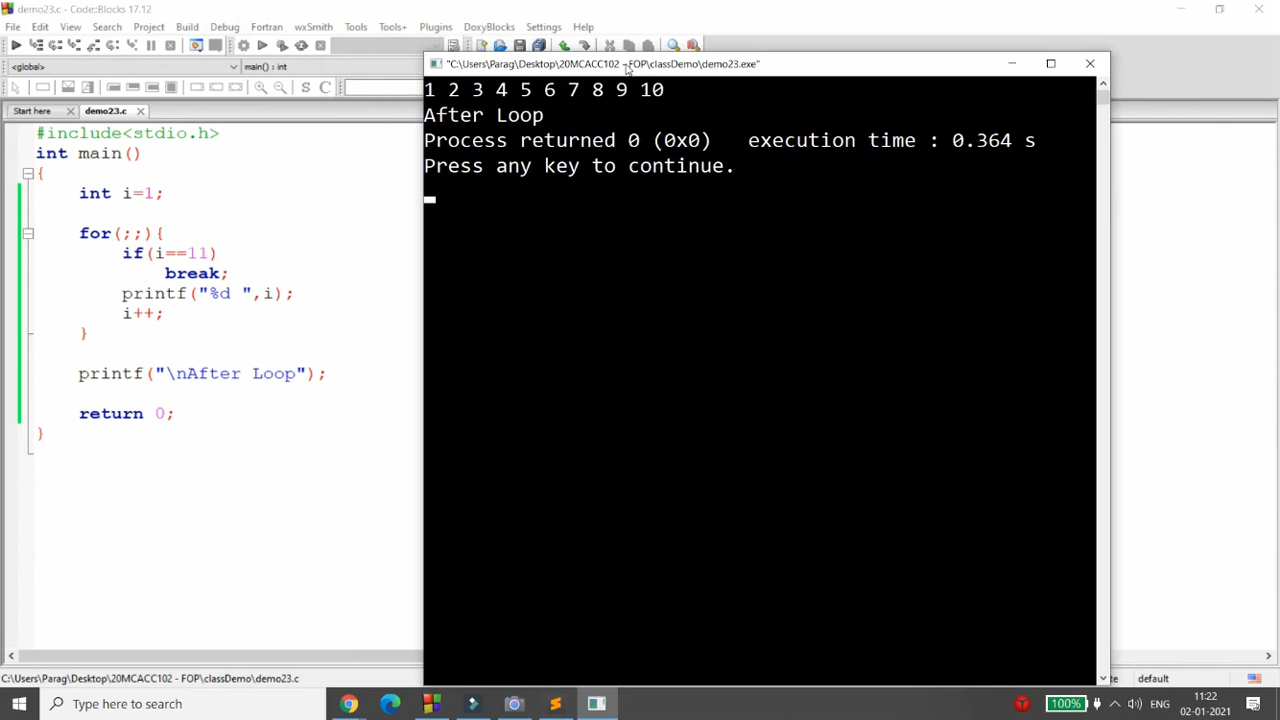 demo23.c - Code::Blocks 17.12
File Edit View Search Project Build Debug Fortran wxSmith Tools Tools+ Plugins DoxyBlocks Settings Help
<global> main() : int
S C
Start here demo23.c
#include<stdio.h>
int main()
{
int i=1;
for(;;){
if(i==11)
break;
printf("%d ",i);
i++;
}
printf("\nAfter Loop");
return 0;
}
"C:\Users\Parag\Desktop\20MCACC102 - FOP\classDemo\demo23.exe"
1 2 3 4 5 6 7 8 9 10
After Loop
Process returned 0 (0x0) execution time : 0.364 s
Press any key to continue.
C:\Users\Parag\Desktop\20MCACC102 - FOP\classDemo\demo23.c
default
Type here to search
100%
ENG
11:22
02-01-2021